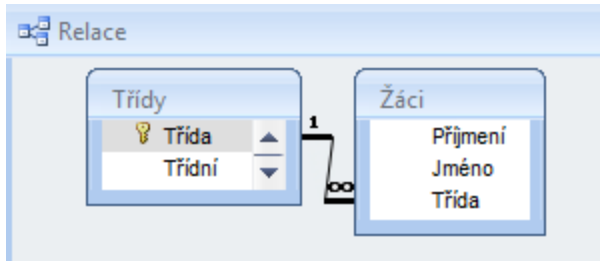 Relace
Třídy
Třída
Třídní
1
∞
Žáci
Příjmení
Jméno
Třída